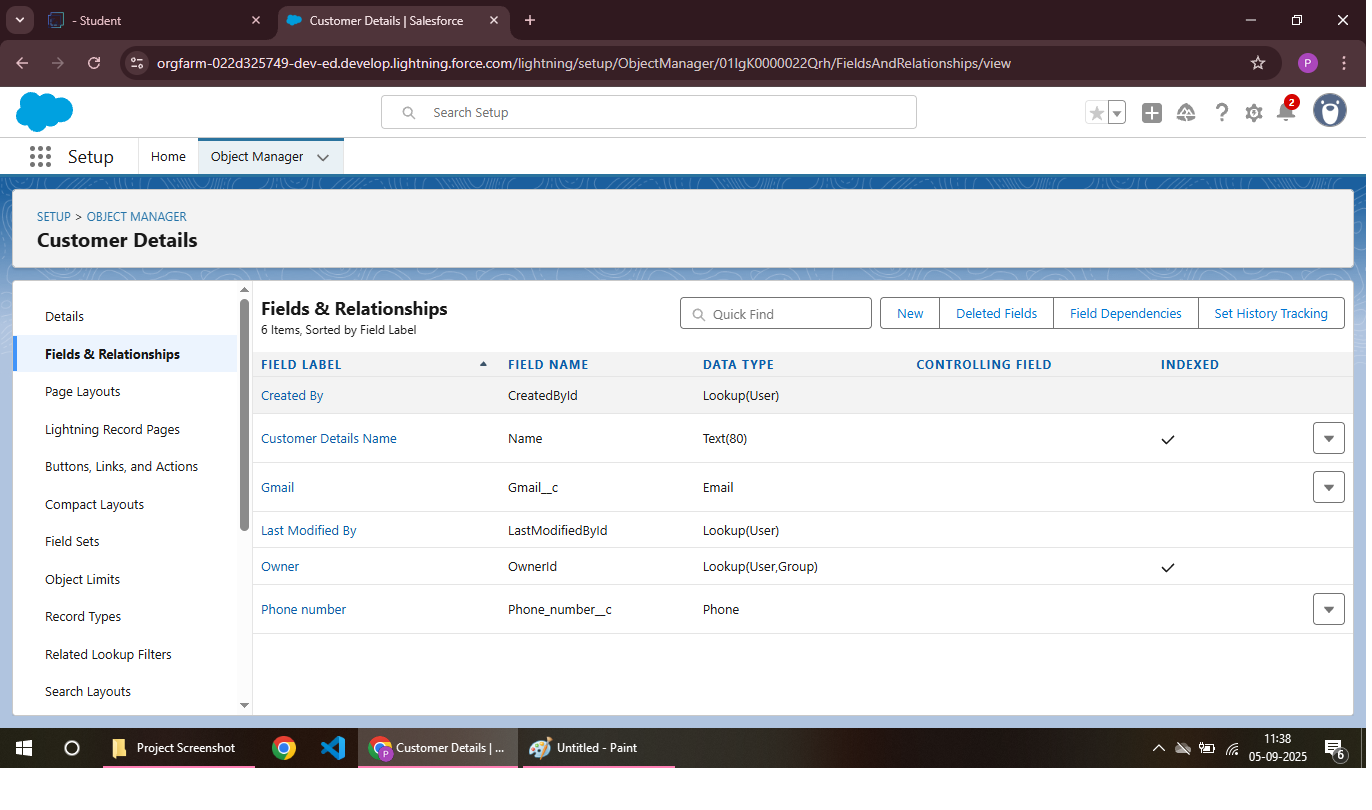 - Student
Customer Details | Salesforce
orgfarm-022d325749-dev-ed.develop.lightning.force.com/lightning/setup/ObjectManager/01IgK0000022Qrh/FieldsAndRelationships/view
P
Search Setup
2
Setup
Home
Object Manager
SETUP > OBJECT MANAGER
Customer Details
Details
Fields & Relationships
Page Layouts
Lightning Record Pages
Buttons, Links, and Actions
Compact Layouts
Field Sets
Object Limits
Record Types
Related Lookup Filters
Search Layouts
Fields & Relationships
6 Items, Sorted by Field Label
Quick Find
New
Deleted Fields
Field Dependencies
Set History Tracking
FIELD LABEL FIELD NAME DATA TYPE CONTROLLING FIELD INDEXED
Created By CreatedById Lookup(User)
Customer Details Name Name Text(80)
Gmail Gmail__c Email
Last Modified By LastModifiedById Lookup(User)
Owner OwnerId Lookup(User,Group)
Phone number Phone_number__c Phone
Project Screenshot
P
Customer Details | ...
Untitled - Paint
11:38
05-09-2025
6